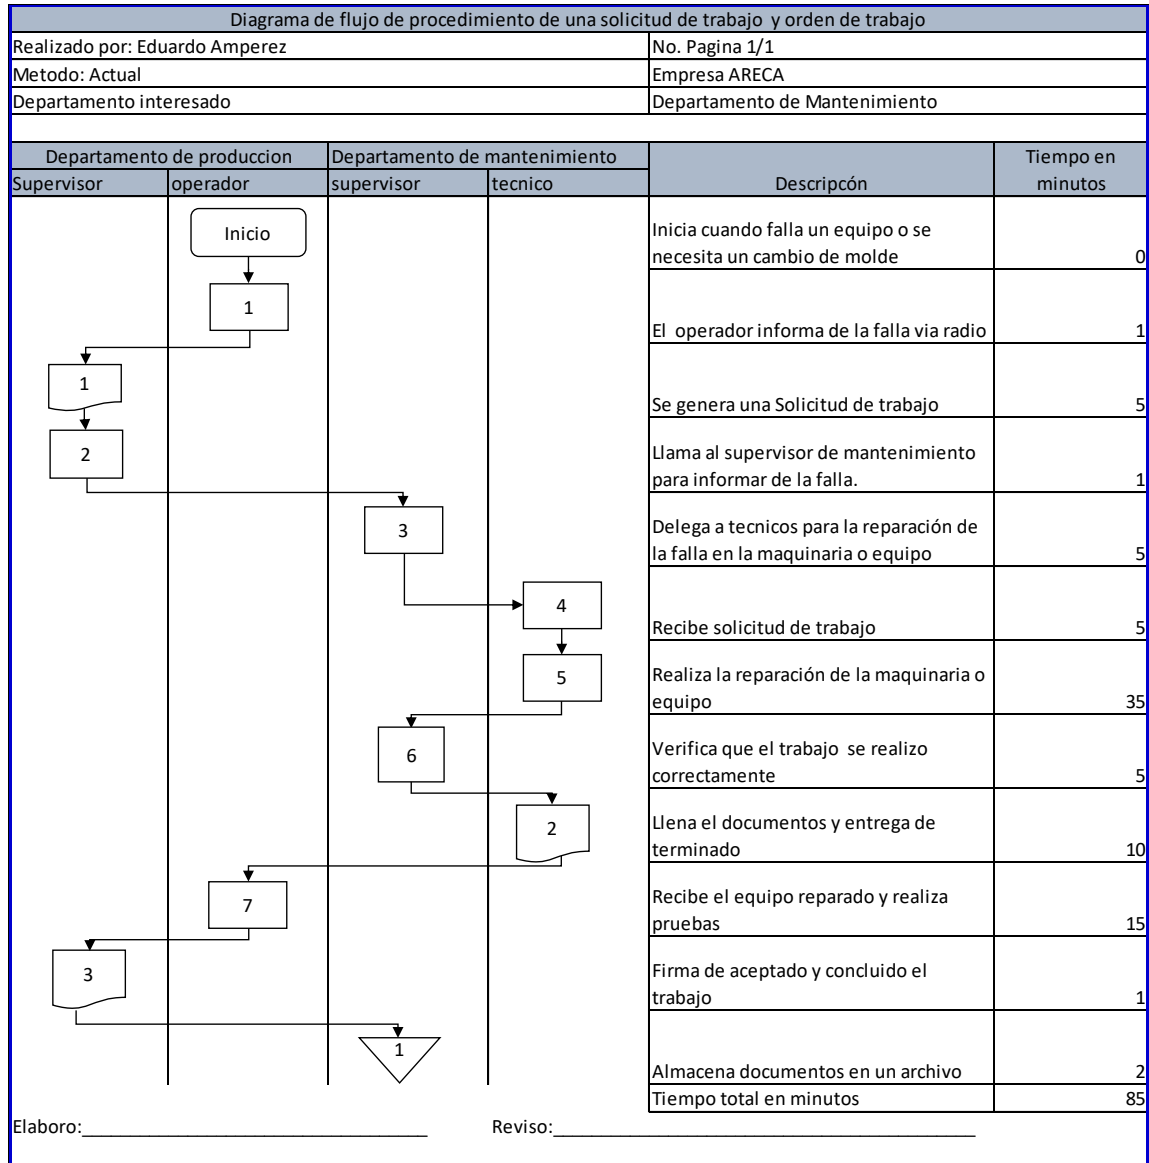 Diagrama de flujo de procedimiento de una solicitud de trabajo y orden de trabajo
Realizado por: Eduardo Amperez
No. Pagina 1/1
Metodo: Actual
Empresa ARECA
Departamento interesado
Departamento de Mantenimiento
Departamento de produccion
Departamento de mantenimiento
Descripcón
Tiempo en
minutos
Supervisor
operador
supervisor
tecnico
Inicio
Inicia cuando falla un equipo o se
necesita un cambio de molde
0
1
El operador informa de la falla via radio
1
1
Se genera una Solicitud de trabajo
5
2
Llama al supervisor de mantenimiento
para informar de la falla.
1
3
Delega a tecnicos para la reparación de
la falla en la maquinaria o equipo
5
4
Recibe solicitud de trabajo
5
5
Realiza la reparación de la maquinaria o
equipo
35
6
Verifica que el trabajo se realizo
correctamente
5
2
Llena el documentos y entrega de
terminado
10
7
Recibe el equipo reparado y realiza
pruebas
15
3
Firma de aceptado y concluido el
trabajo
1
1
Almacena documentos en un archivo
2
Tiempo total en minutos
85
Elaboro:
Reviso: